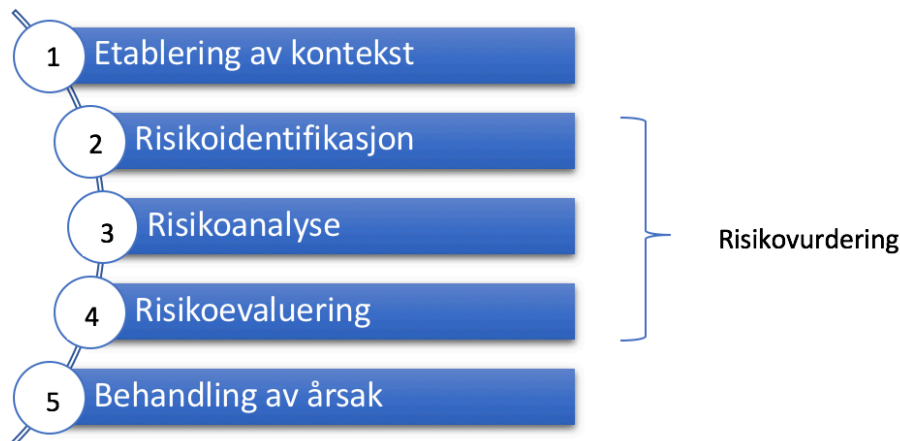 1 Etablering av kontekst
2 Risikoidentifikasjon
3 Risikoanalyse
4 Risikoevaluering
5 Behandling av årsak
Risikovurdering